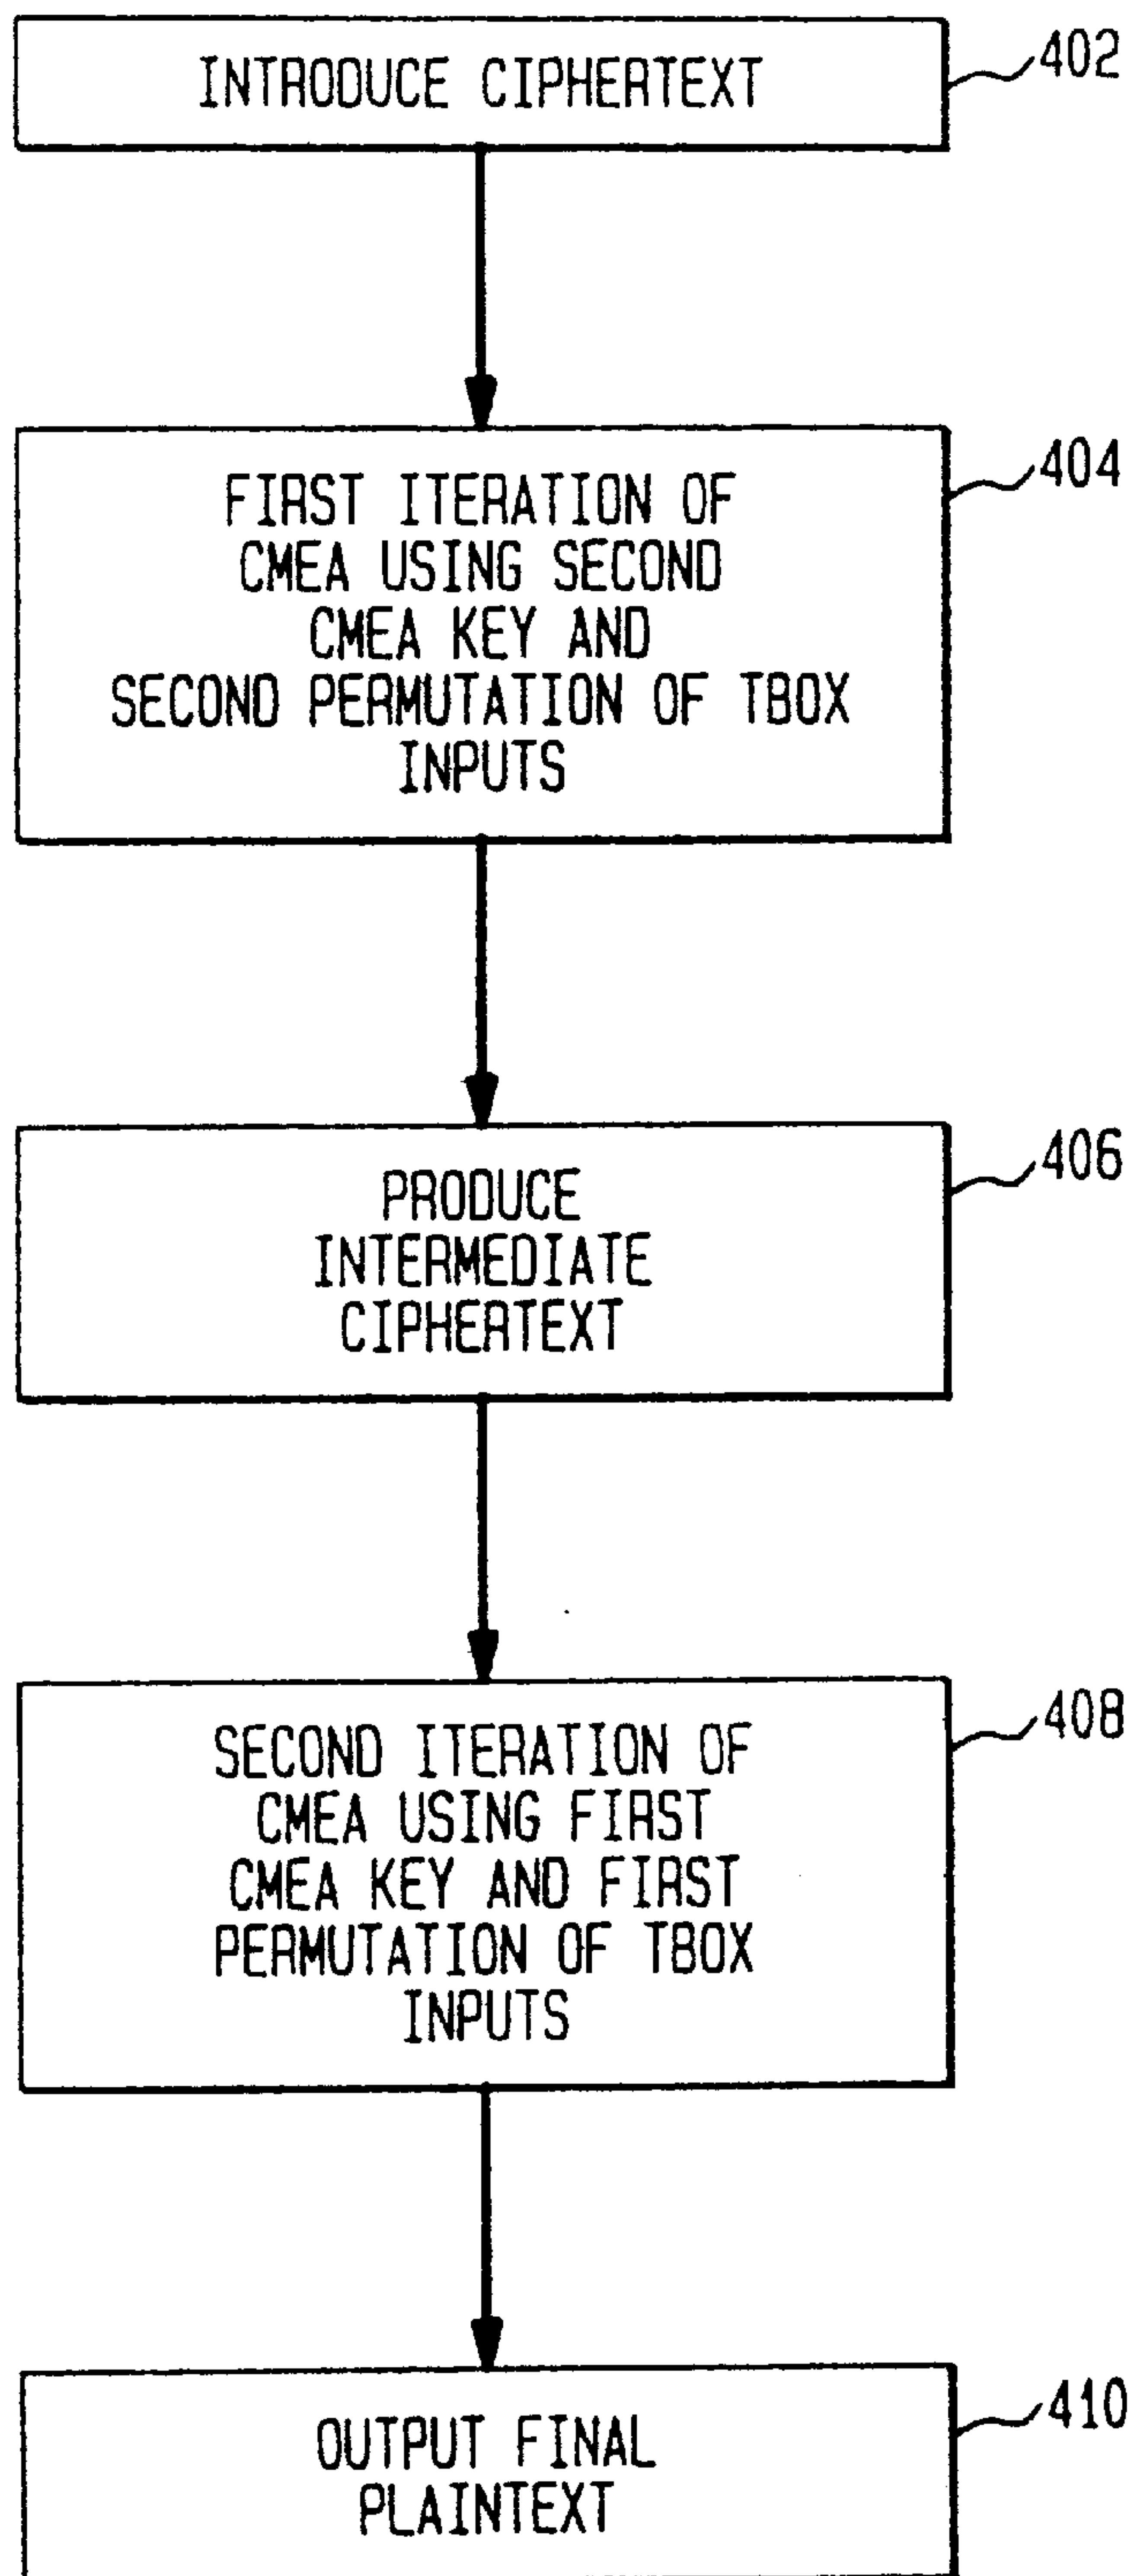 INTRODUCE CIPHERTEXT
402
FIRST ITERATION OF
CMEA USING SECOND
CMEA KEY AND
SECOND PERMUTATION OF TBOX
INPUTS
404
PRODUCE
INTERMEDIATE
CIPHERTEXT
406
SECOND ITERATION OF
CMEA USING FIRST
CMEA KEY AND FIRST
PERMUTATION OF TBOX
INPUTS
408
OUTPUT FINAL
PLAINTEXT
410